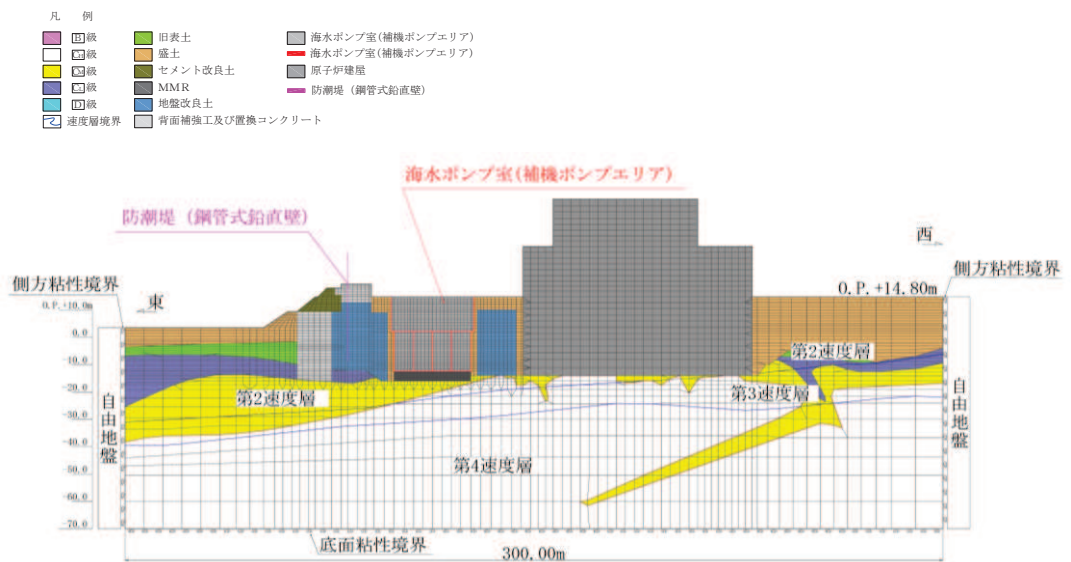 凡 例
B級
CH級
CM級
CL級
D級
速度層境界
旧表土
盛土
セメント改良土
MMR
地盤改良土
背面補強工及び置換コンクリート
海水ポンプ室(補機ポンプエリア)
海水ポンプ室(補機ポンプエリア)
原子炉建屋
防潮堤(鋼管式鉛直壁)
海水ポンプ室(補機ポンプエリア)
防潮堤(鋼管式鉛直壁)
西
側方粘性境界
側方粘性境界
東
O.P.+10.0m
O.P.+14.80m
0.0
-10.0
-20.0
-30.0
-40.0
-50.0
-60.0
-70.0
自由地盤
自由地盤
第2速度層
第2速度層
第3速度層
第4速度層
底面粘性境界
300.00m